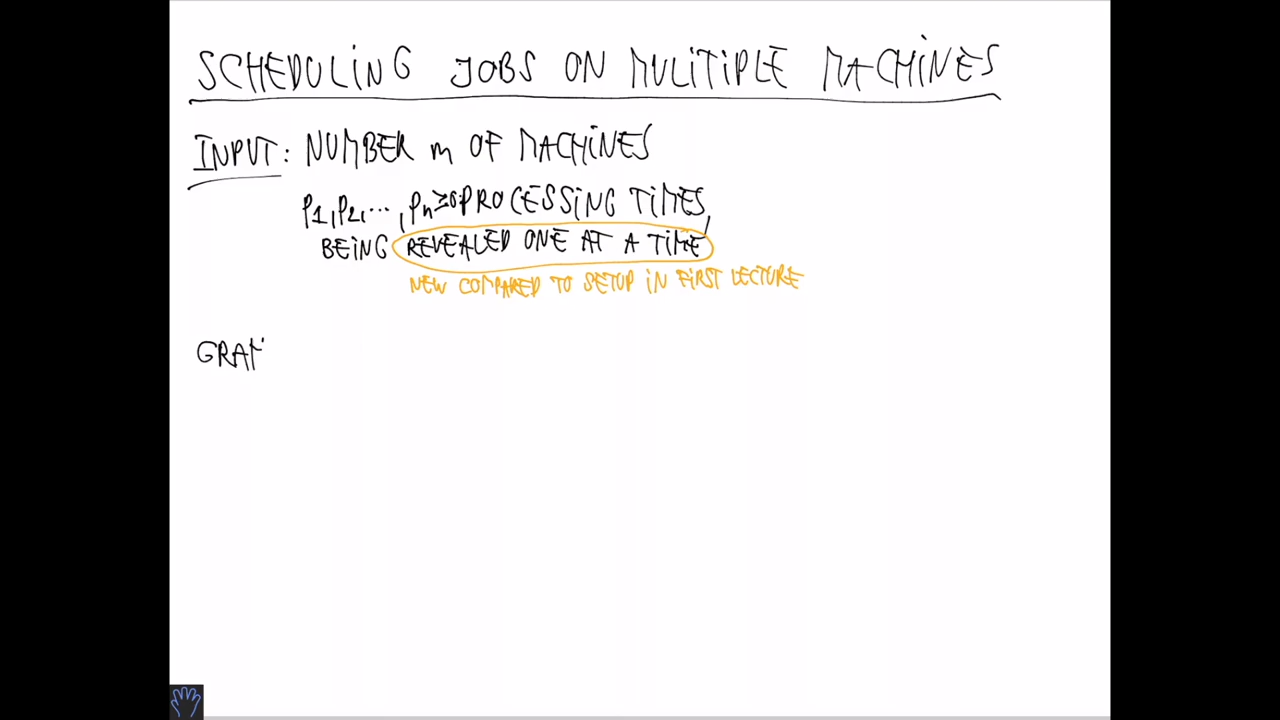 SCHEDULING JOBS ON MULITIPLE MACHINES
INPUT: NUMBER m OF MACHINES
p1, p2, ..., pn ≥0 PROCESSING TIMES,
BEING REVEALED ONE AT A TIME
NEW COMPARED TO SETUP IN FIRST LECTURE
GRAM